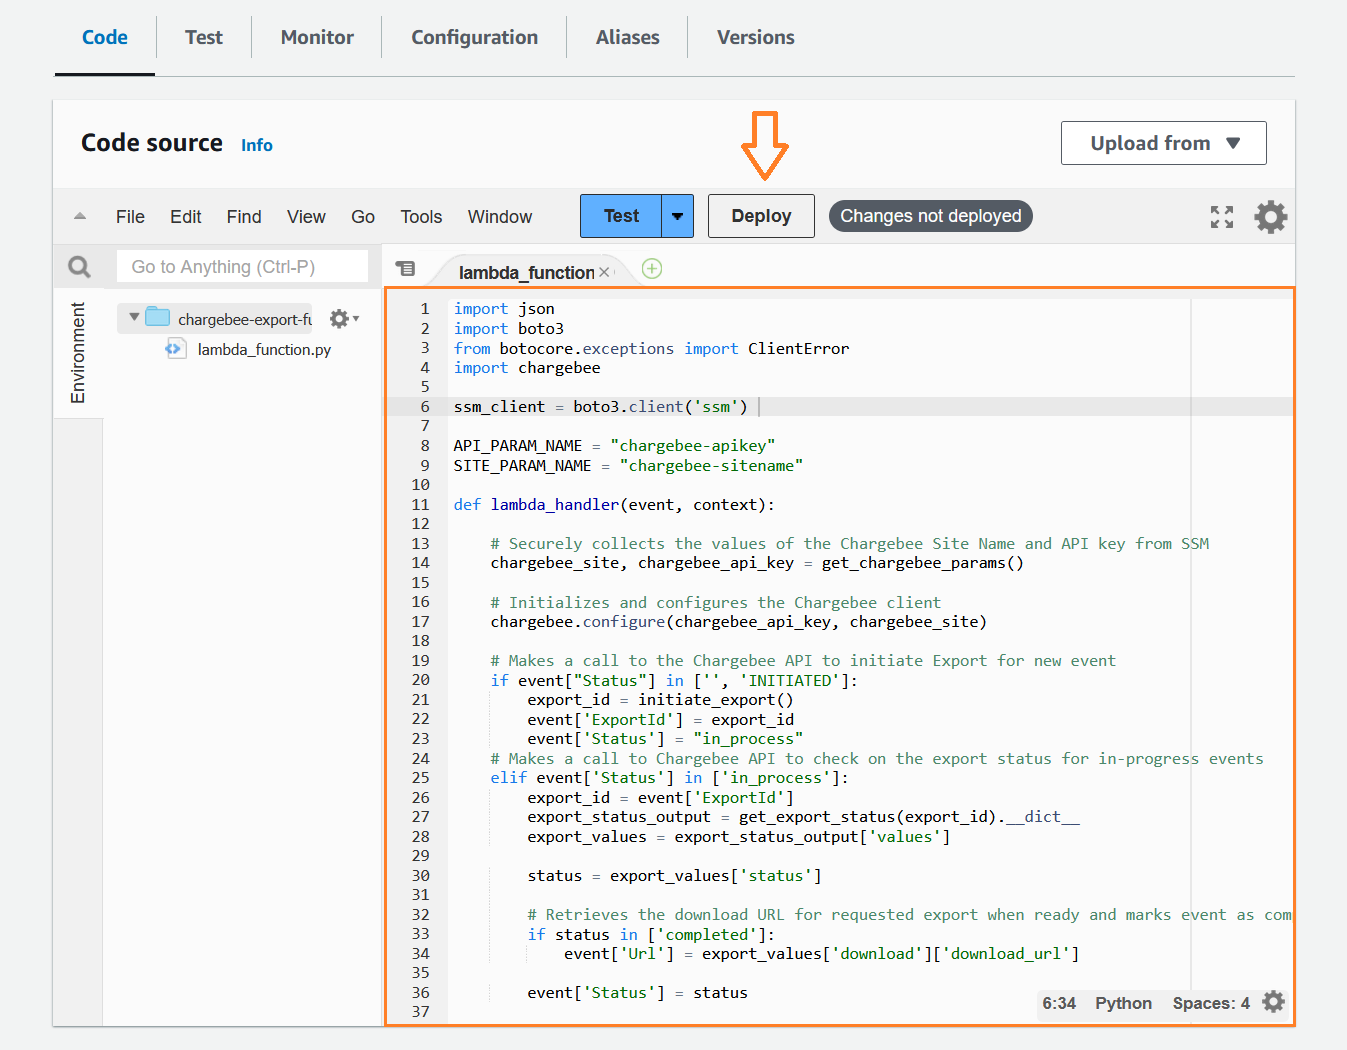 Code Test Monitor Configuration Aliases Versions
Code source Info
Upload from
File Edit Find View Go Tools Window Test Deploy Changes not deployed
Go to Anything (Ctrl-P)
lambda_function
Environment
chargebee-export-fu
lambda_function.py
1 import json
2 import boto3
3 from botocore.exceptions import ClientError
4 import chargebee
5
6 ssm_client = boto3.client('ssm')
7
8 API_PARAM_NAME = "chargebee-apikey"
9 SITE_PARAM_NAME = "chargebee-sitename"
10
11 def lambda_handler(event, context):
12
13     # Securely collects the values of the Chargebee Site Name and API key from SSM
14     chargebee_site, chargebee_api_key = get_chargebee_params()
15
16     # Initializes and configures the Chargebee client
17     chargebee.configure(chargebee_api_key, chargebee_site)
18
19     # Makes a call to the Chargebee API to initiate Export for new event
20     if event["Status"] in ['', 'INITIATED']:
21         export_id = initiate_export()
22         event['ExportId'] = export_id
23         event['Status'] = "in_process"
24     # Makes a call to Chargebee API to check on the export status for in-progress events
25     elif event['Status'] in ['in_process']:
26         export_id = event['ExportId']
27         export_status_output = get_export_status(export_id).__dict__
28         export_values = export_status_output['values']
29
30         status = export_values['status']
31
32         # Retrieves the download URL for requested export when ready and marks event as com
33         if status in ['completed']:
34             event['Url'] = export_values['download']['download_url']
35
36         event['Status'] = status
37
6:34 Python Spaces: 4